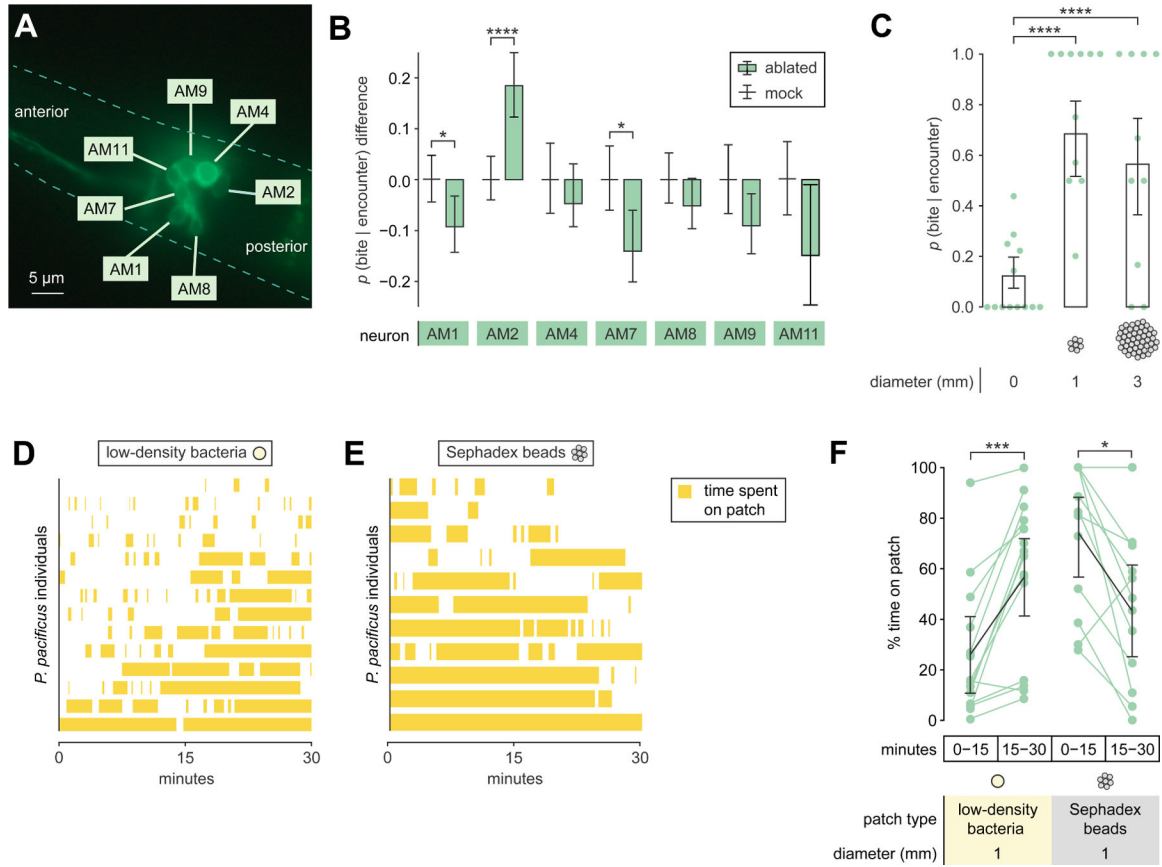 A
anterior
AM9
AM4
AM11
AM2
AM7
posterior
AM1
AM8
5 μm
B
p (bite | encounter) difference
0.2
0.1
0.0
−0.1
−0.2
*
****
*
ablated
mock
neuron
AM1
AM2
AM4
AM7
AM8
AM9
AM11
C
****
****
p (bite | encounter)
1.0
0.8
0.6
0.4
0.2
0.0
diameter (mm)
0
1
3
D
low-density bacteria
P. pacificus individuals
0
15
30
minutes
E
Sephadex beads
P. pacificus individuals
0
15
30
minutes
time spent
on patch
F
***
*
% time on patch
100
80
60
40
20
0
minutes
0−15
15−30
0−15
15−30
patch type
low-density
bacteria
Sephadex
beads
diameter (mm)
1
1